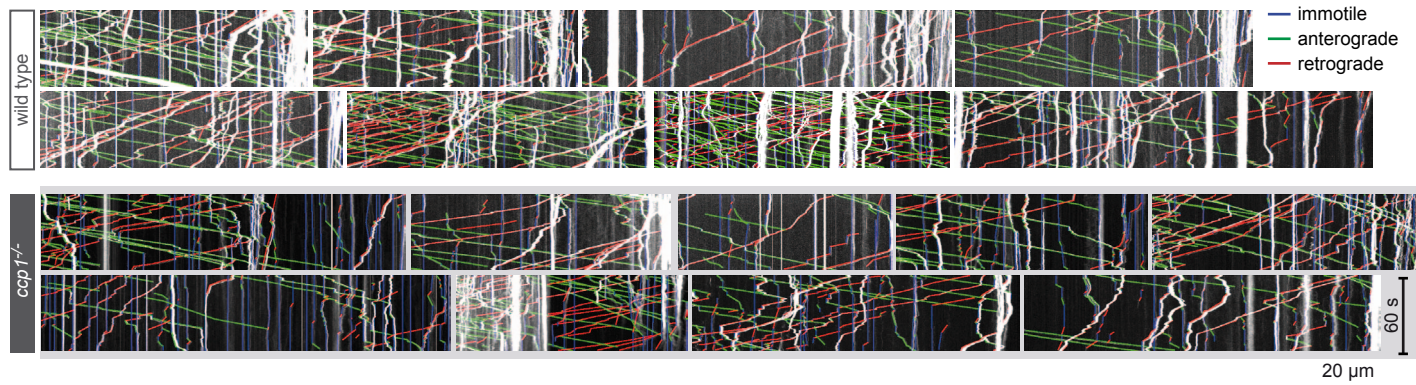 wild type
immotile
anterograde
retrograde
ccp1-/-
60 s
20 µm